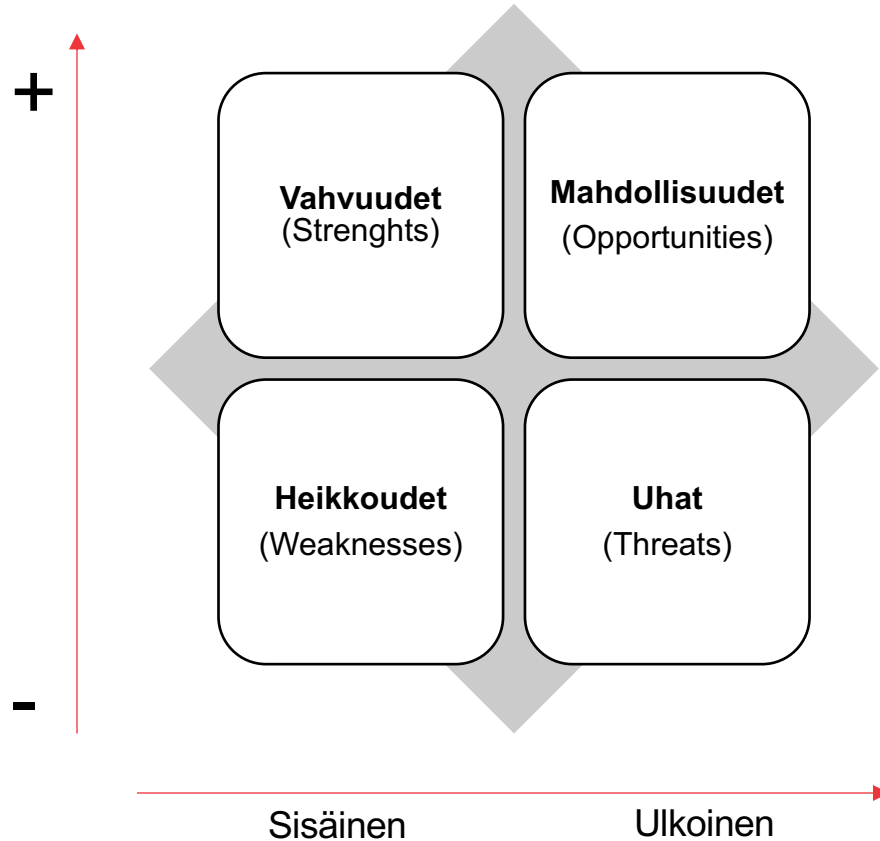 +
Vahvuudet
(Strenghts)
Mahdollisuudet
(Opportunities)
Heikkoudet
(Weaknesses)
Uhat
(Threats)
-
Sisäinen
Ulkoinen